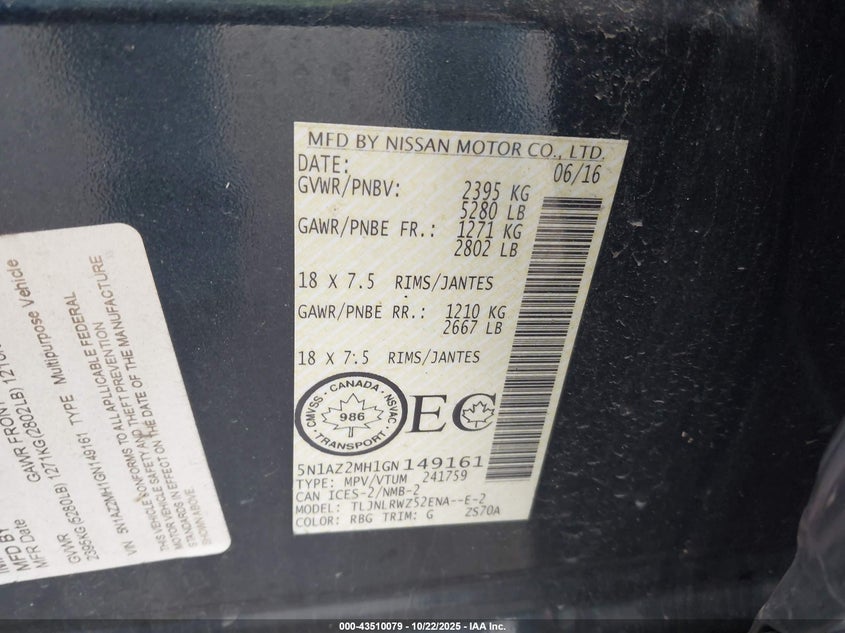 MFD BY NISSAN MOTOR CO., LTD.
DATE: 06/16
GVWR/PNBV: 2395 KG
5280 LB
GAWR/PNBE FR.: 1271 KG
2802 LB
18 X 7.5 RIMS/JANTES
GAWR/PNBE RR.: 1210 KG
2667 LB
18 X 7.5 RIMS/JANTES
CMVSS · CANADA · NSVAC
986
TRANSPORT
EC
5N1AZ2MH1GN149161
TYPE: MPV/VTUM 241759
CAN ICES-2/NMB-2
MODEL: TLJNLRWZ52ENA--E-2
COLOR: RBG TRIM: G 2S70A
MFR Date
GAWR FRONT
GVWR
2395KG (5280LB) 1271KG(2802LB)
VN 5N1AZ2MH1GN149161 TYPE Multipurpose Vehicle
THIS VEHICLE CONFORMS TO ALL APPLICABLE FEDERAL
MOTOR VEHICLE SAFETY AND THEFT PREVENTION
STANDARDS IN EFFECT ON THE DATE OF THE MANUFACTURE
SHOWN ABOVE
000-43510079 - 10/22/2025 - IAA Inc.